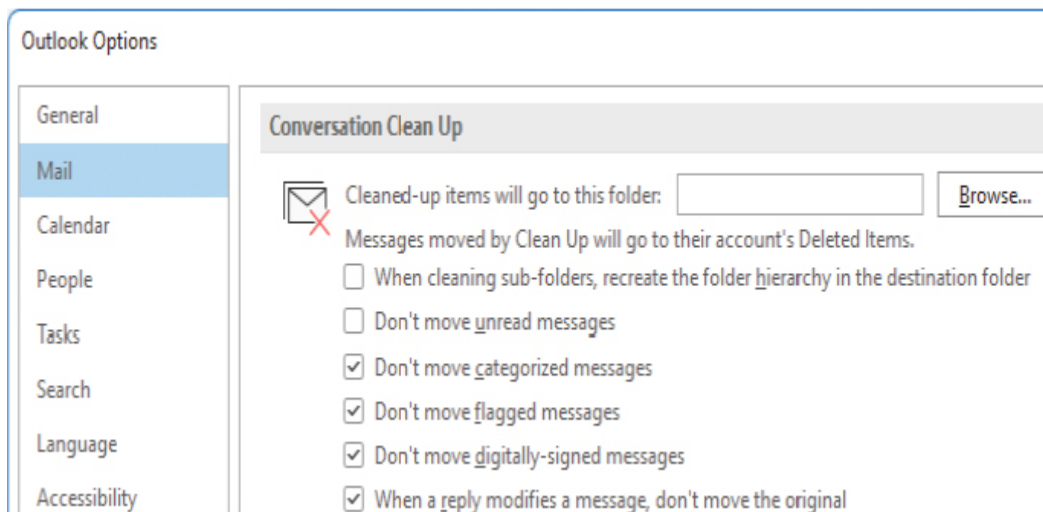 Outlook Options
General
Mail
Calendar
People
Tasks
Search
Language
Accessibility
Conversation Clean Up
Cleaned-up items will go to this folder: Browse...
Messages moved by Clean Up will go to their account's Deleted Items.
When cleaning sub-folders, recreate the folder hierarchy in the destination folder
Don't move unread messages
Don't move categorized messages
Don't move flagged messages
Don't move digitally-signed messages
When a reply modifies a message, don't move the original